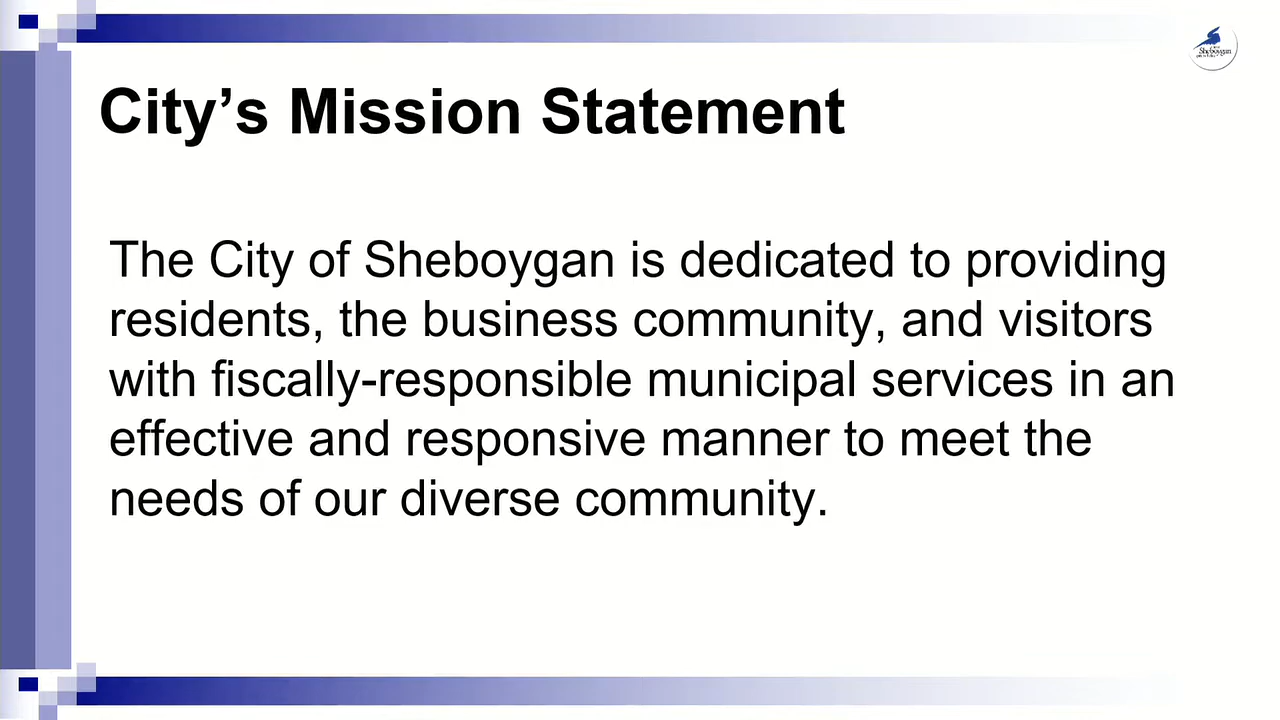 City’s Mission Statement
The City of Sheboygan is dedicated to providing
residents, the business community, and visitors
with fiscally-responsible municipal services in an
effective and responsive manner to meet the
needs of our diverse community.
Sheboygan